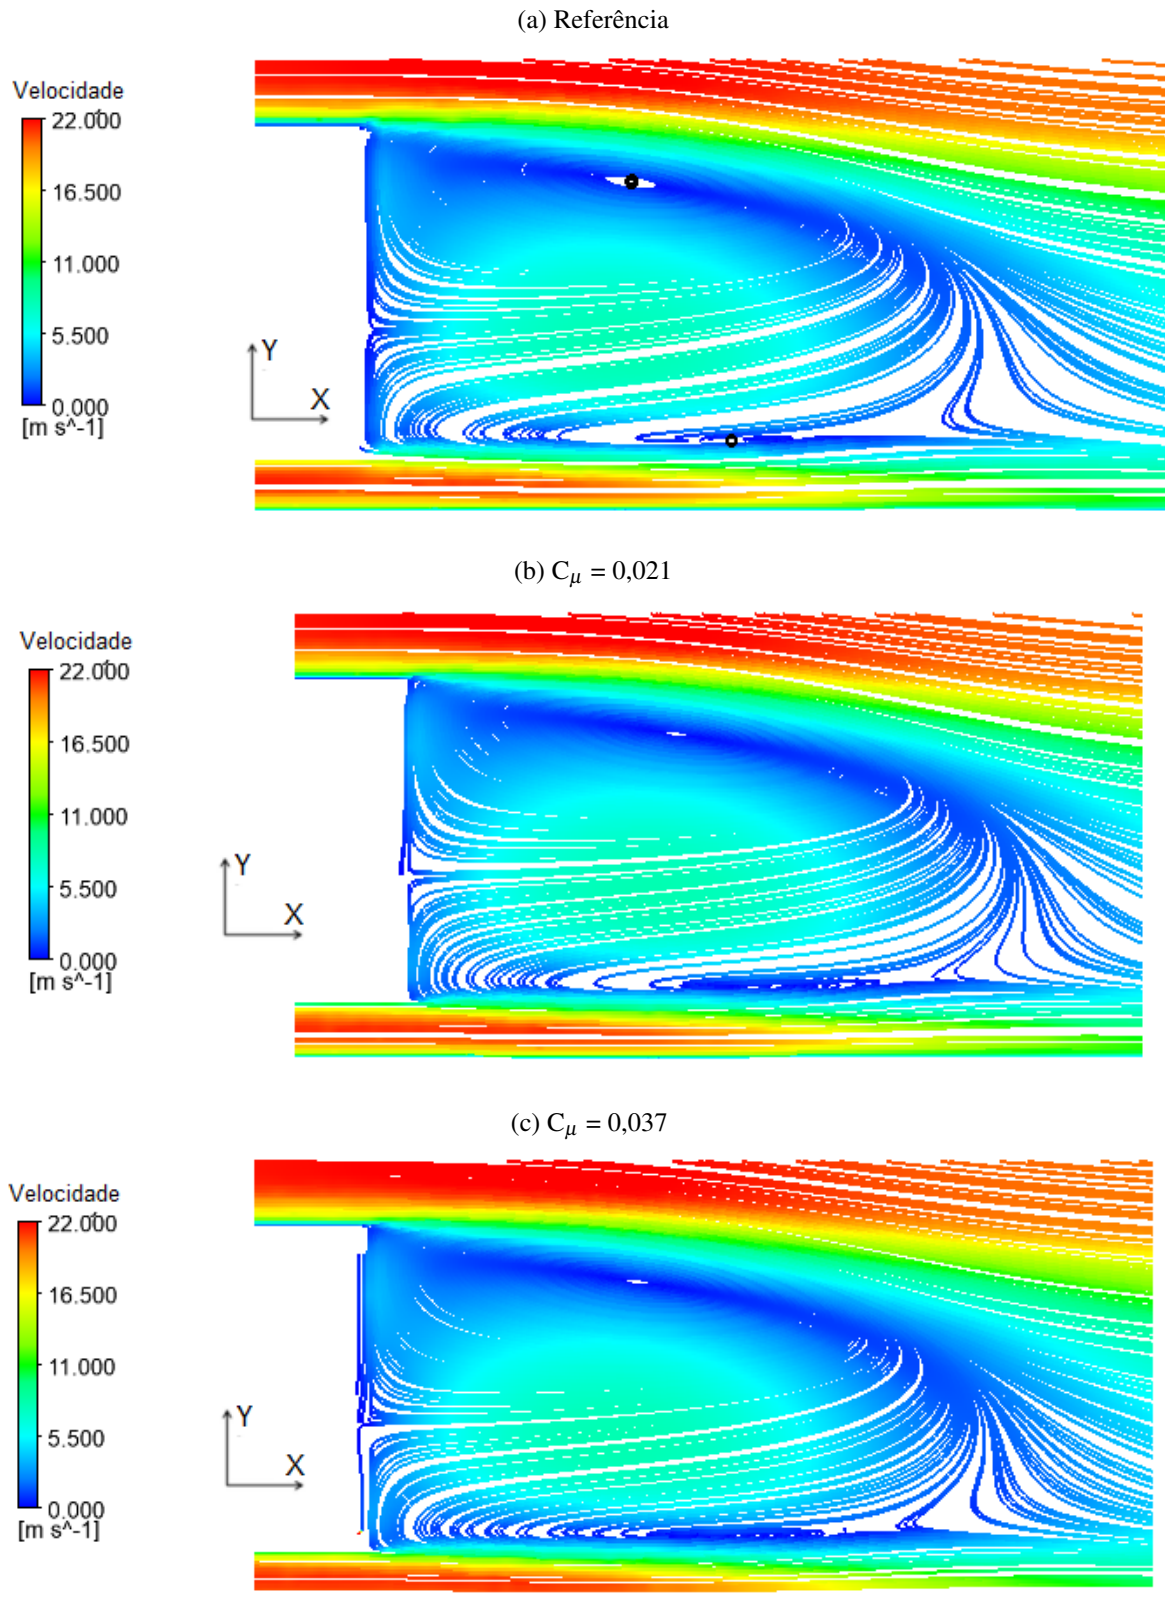 (a) Referência
Velocidade
22.000
16.500
11.000
5.500
0.000
[m s^-1]
Y
X
(b) Cμ = 0,021
Velocidade
22.000
16.500
11.000
5.500
0.000
[m s^-1]
Y
X
(c) Cμ = 0,037
Velocidade
22.000
16.500
11.000
5.500
0.000
[m s^-1]
Y
X